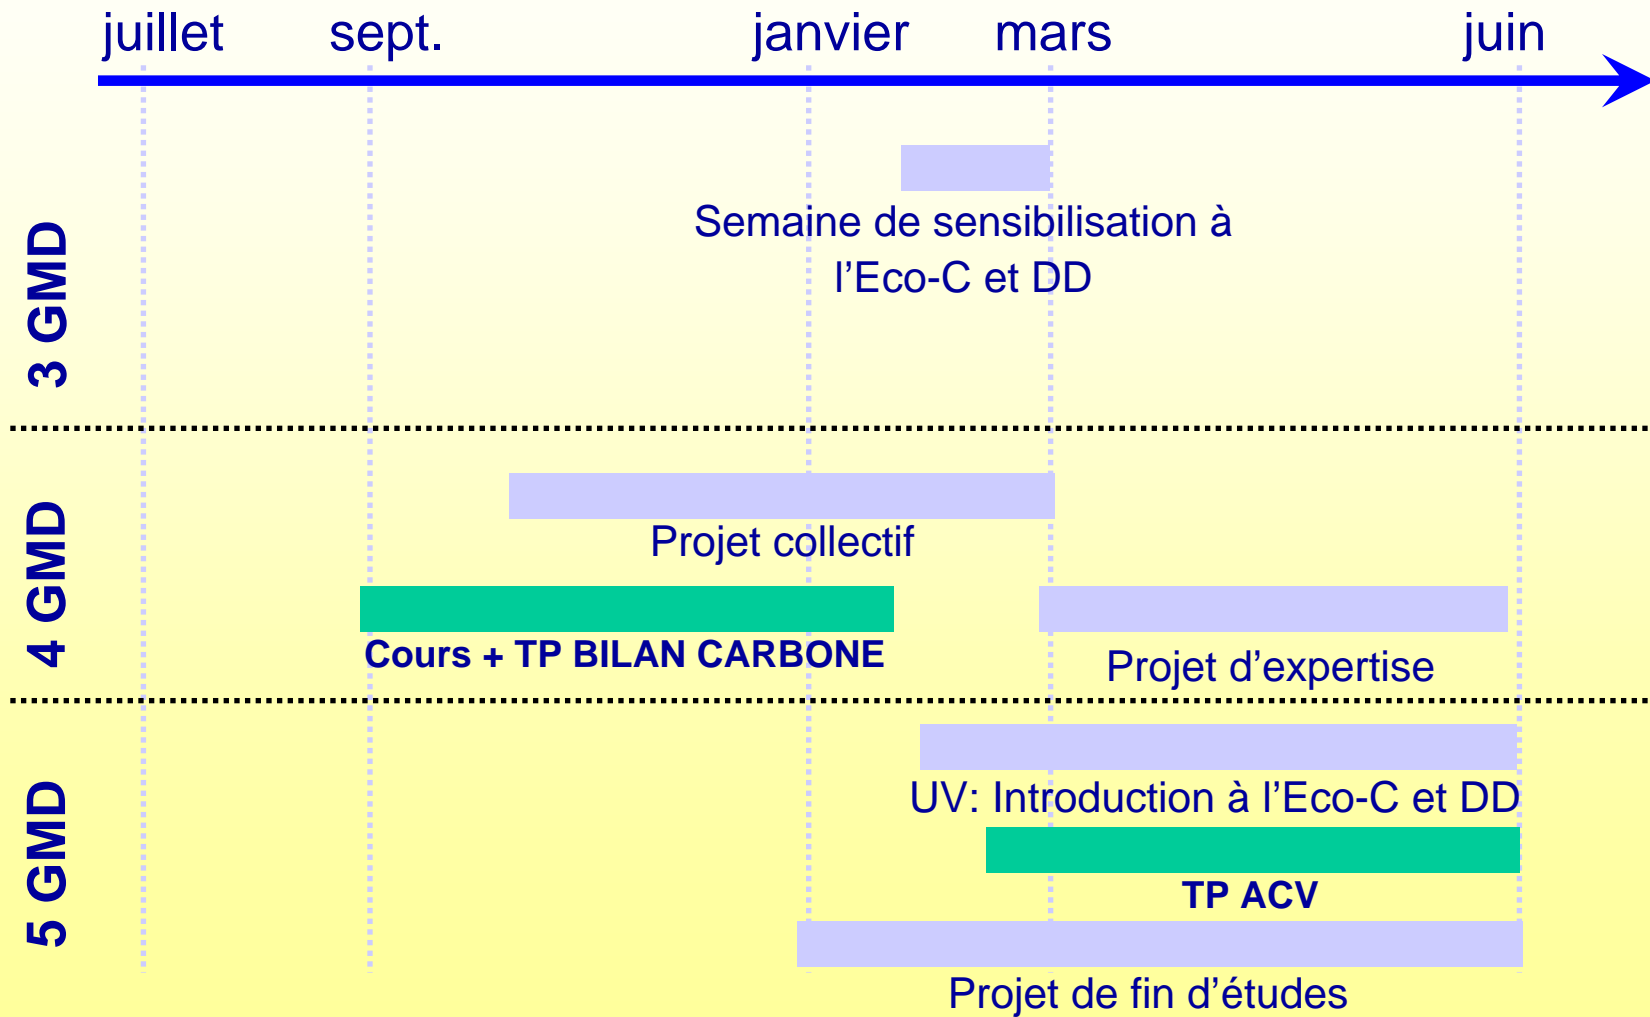 juillet sept. janvier mars juin
3 GMD
Semaine de sensibilisation à
l’Eco-C et DD
4 GMD
Projet collectif
Cours + TP BILAN CARBONE
Projet d’expertise
5 GMD
UV: Introduction à l’Eco-C et DD
TP ACV
Projet de fin d’études